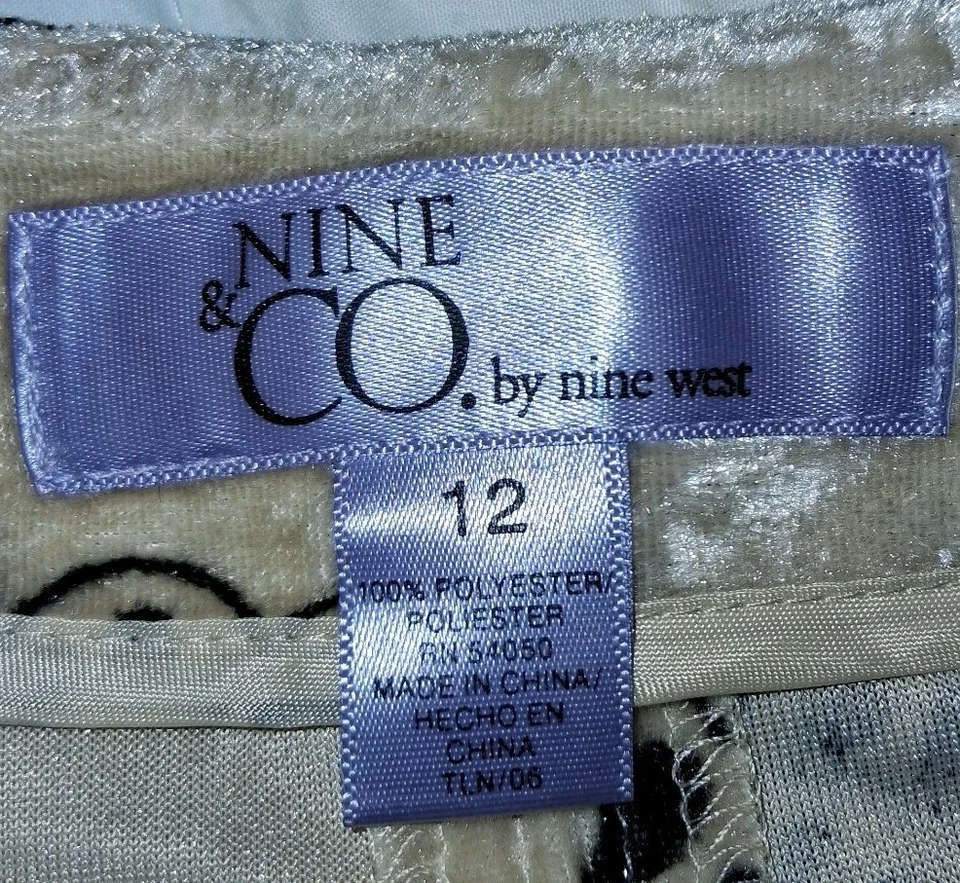 NINE
& CO. by nine west
12
100% POLYESTER/
POLIESTER
RN 54050
MADE IN CHINA/
HECHO EN
CHINA
TLN/06